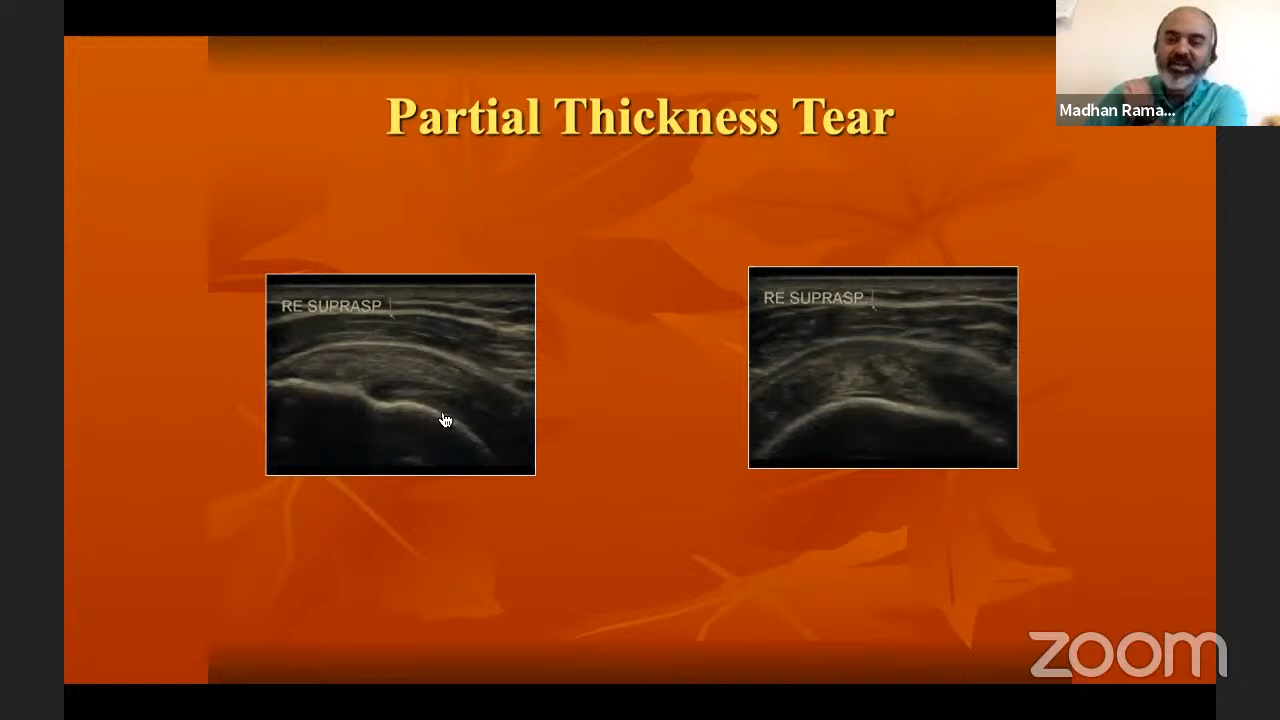 Partial Thickness Tear
Madhan Rama...
RE SUPRASP.
RE SUPRASP.
zoom